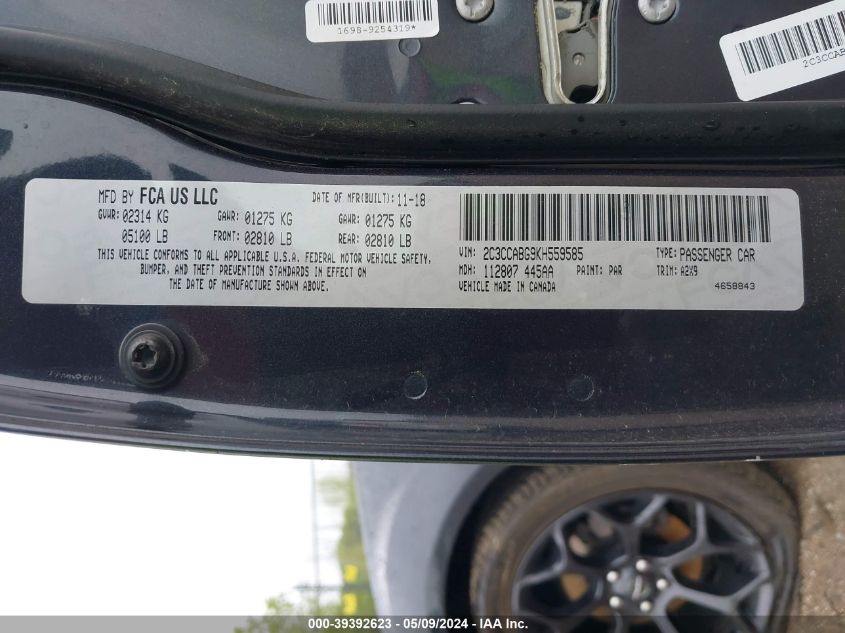 1698-9254319*
2C3CCAB
MFD BY FCA US LLC
DATE OF MFR(BUILT): 11-18
GVWR: 02314 KG
GAWR: 01275 KG
GAWR: 01275 KG
05100 LB
FRONT: 02810 LB
REAR: 02810 LB
THIS VEHICLE CONFORMS TO ALL APPLICABLE U.S.A. FEDERAL MOTOR VEHICLE SAFETY,
BUMPER, AND THEFT PREVENTION STANDARDS IN EFFECT ON
THE DATE OF MANUFACTURE SHOWN ABOVE.
VIN: 2C3CCABG9KH559585
TYPE: PASSENGER CAR
MDH: 112807 445AA
PAINT: PAR
TRIM: A2X9
VEHICLE MADE IN CANADA
4658843
000-39392623 - 05/09/2024 - IAAI.COM